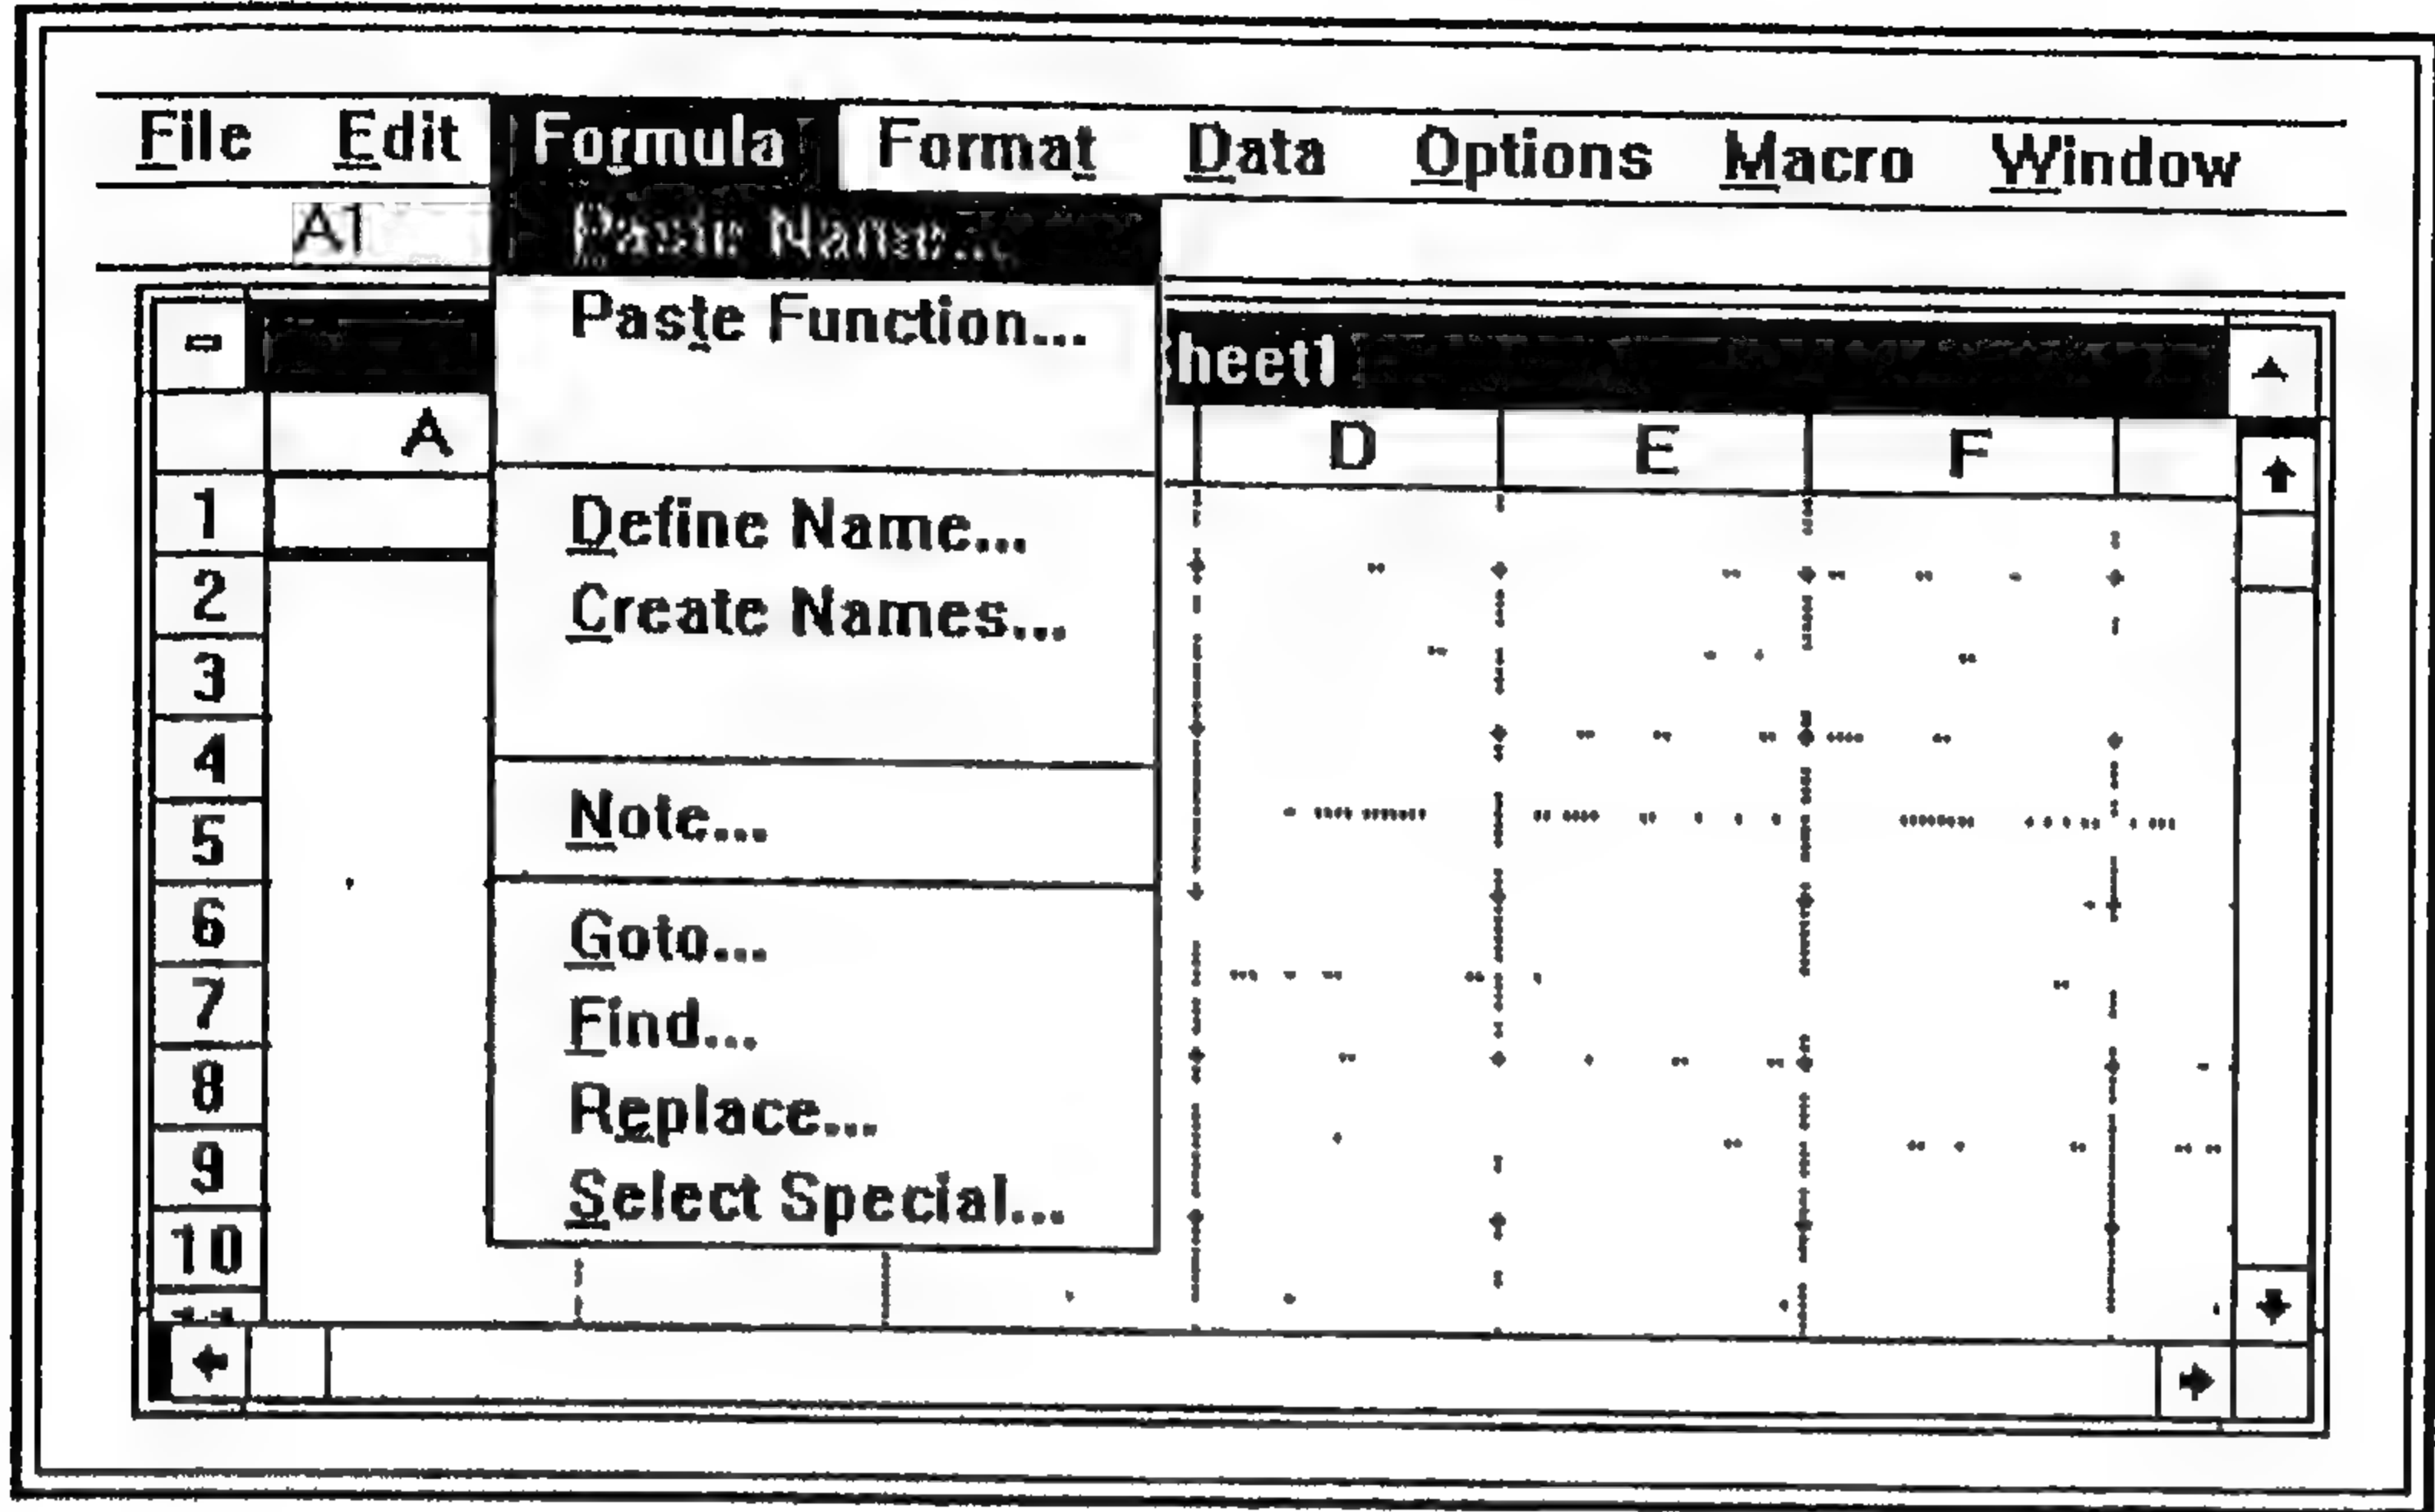 File Edit Formula Format Data Options Macro Window
A1
Paste Name...
Paste Function...
Sheet1
A D E F
Define Name...
Create Names...
Note...
Goto...
Find...
Replace...
Select Special...
1
2
3
4
5
6
7
8
9
10